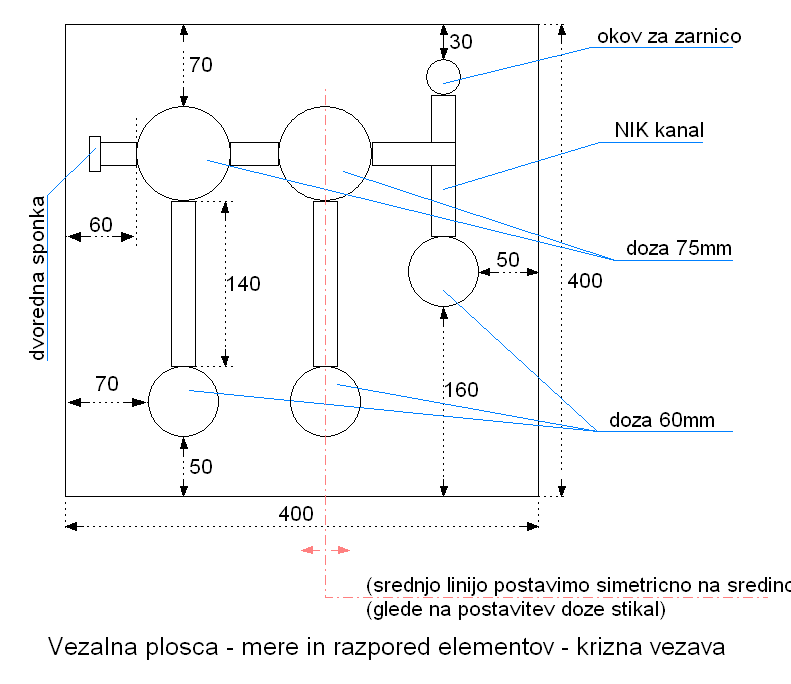 30
okov za zarnico
70
NIK kanal
dvoredna sponka
60
doza 75mm
50
140
400
70
160
doza 60mm
50
400
(srednjo linijo postavimo simetricno na sredino
(glede na postavitev doze stikal)
Vezalna plosca - mere in razpored elementov - krizna vezava